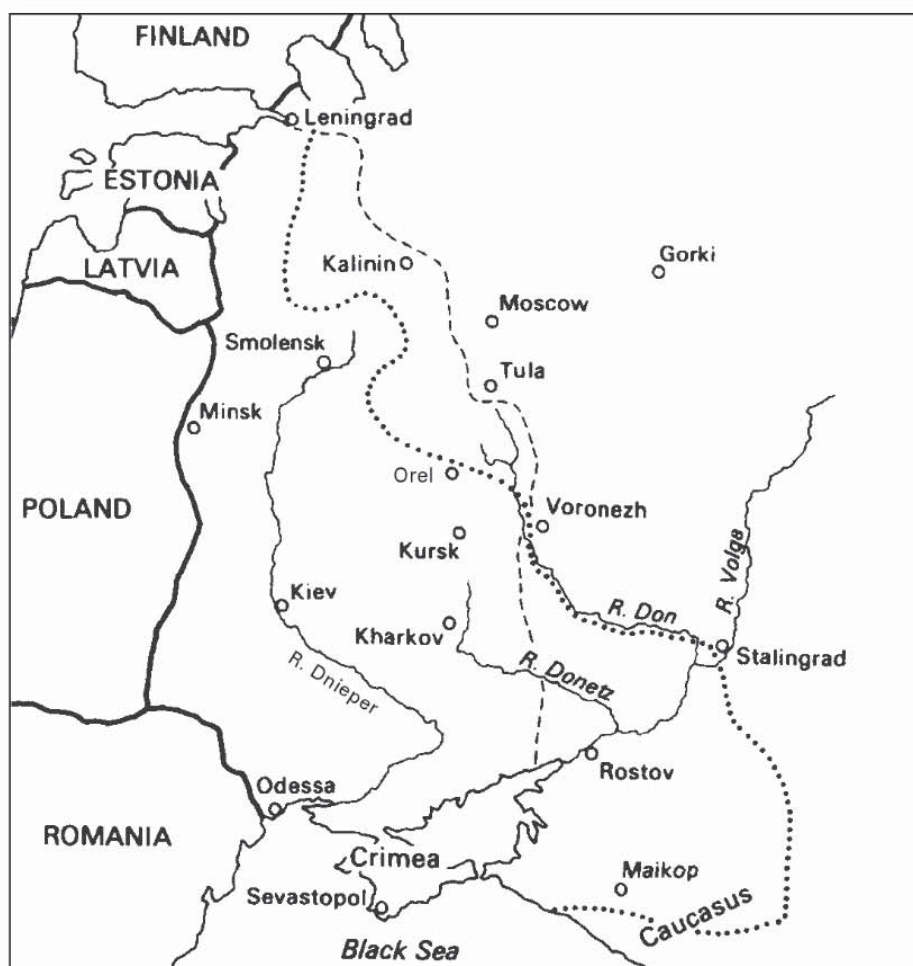 FINLAND
Leningrad
ESTONIA
LATVIA
Kalinin
Gorki
Moscow
Smolensk
Tula
Minsk
Orel
POLAND
Voronezh
Kursk
R. Volga
Kiev
R. Don
Kharkov
Stalingrad
R. Dnieper
R. Donetz
Rostov
Odessa
ROMANIA
Crimea
Maikop
Sevastopol
Caucasus
Black Sea